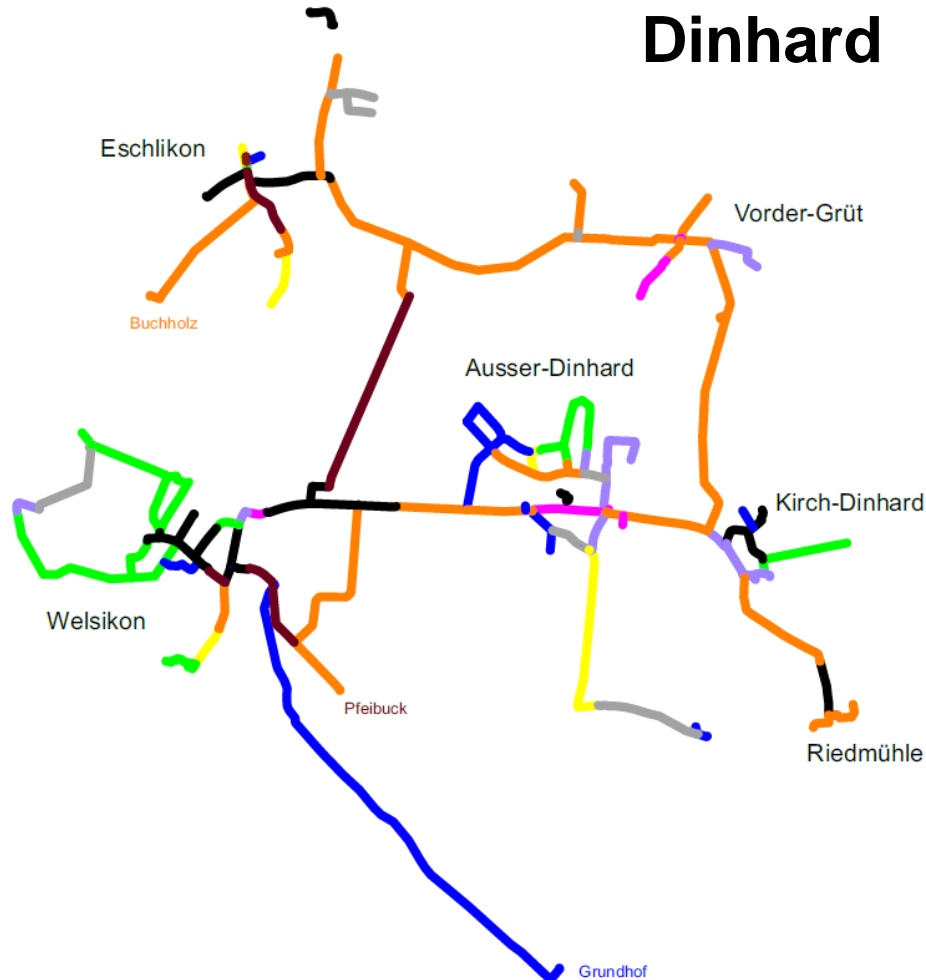 Dinhard
Eschlikon
Vorder-Grüt
Buchholz
Ausser-Dinhard
Kirch-Dinhard
Welsikon
Pfeibuck
Riedmühle
Grundhof